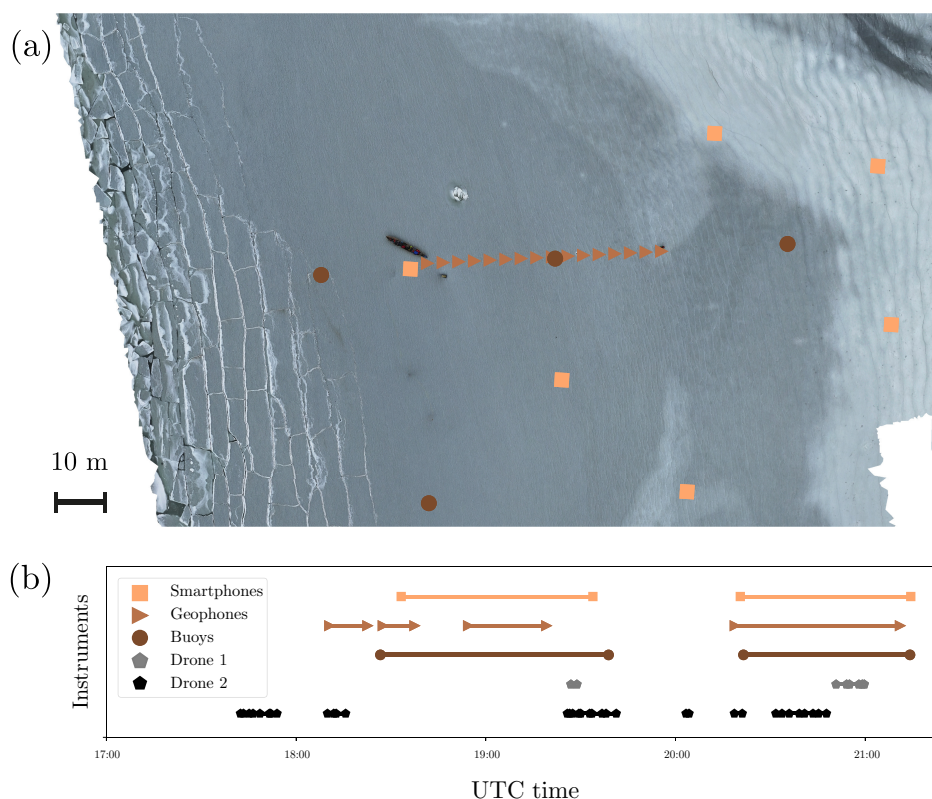 (a)
10 m
(b)
Instruments
Smartphones
Geophones
Buoys
Drone 1
Drone 2
17:00 18:00 19:00 20:00 21:00
UTC time